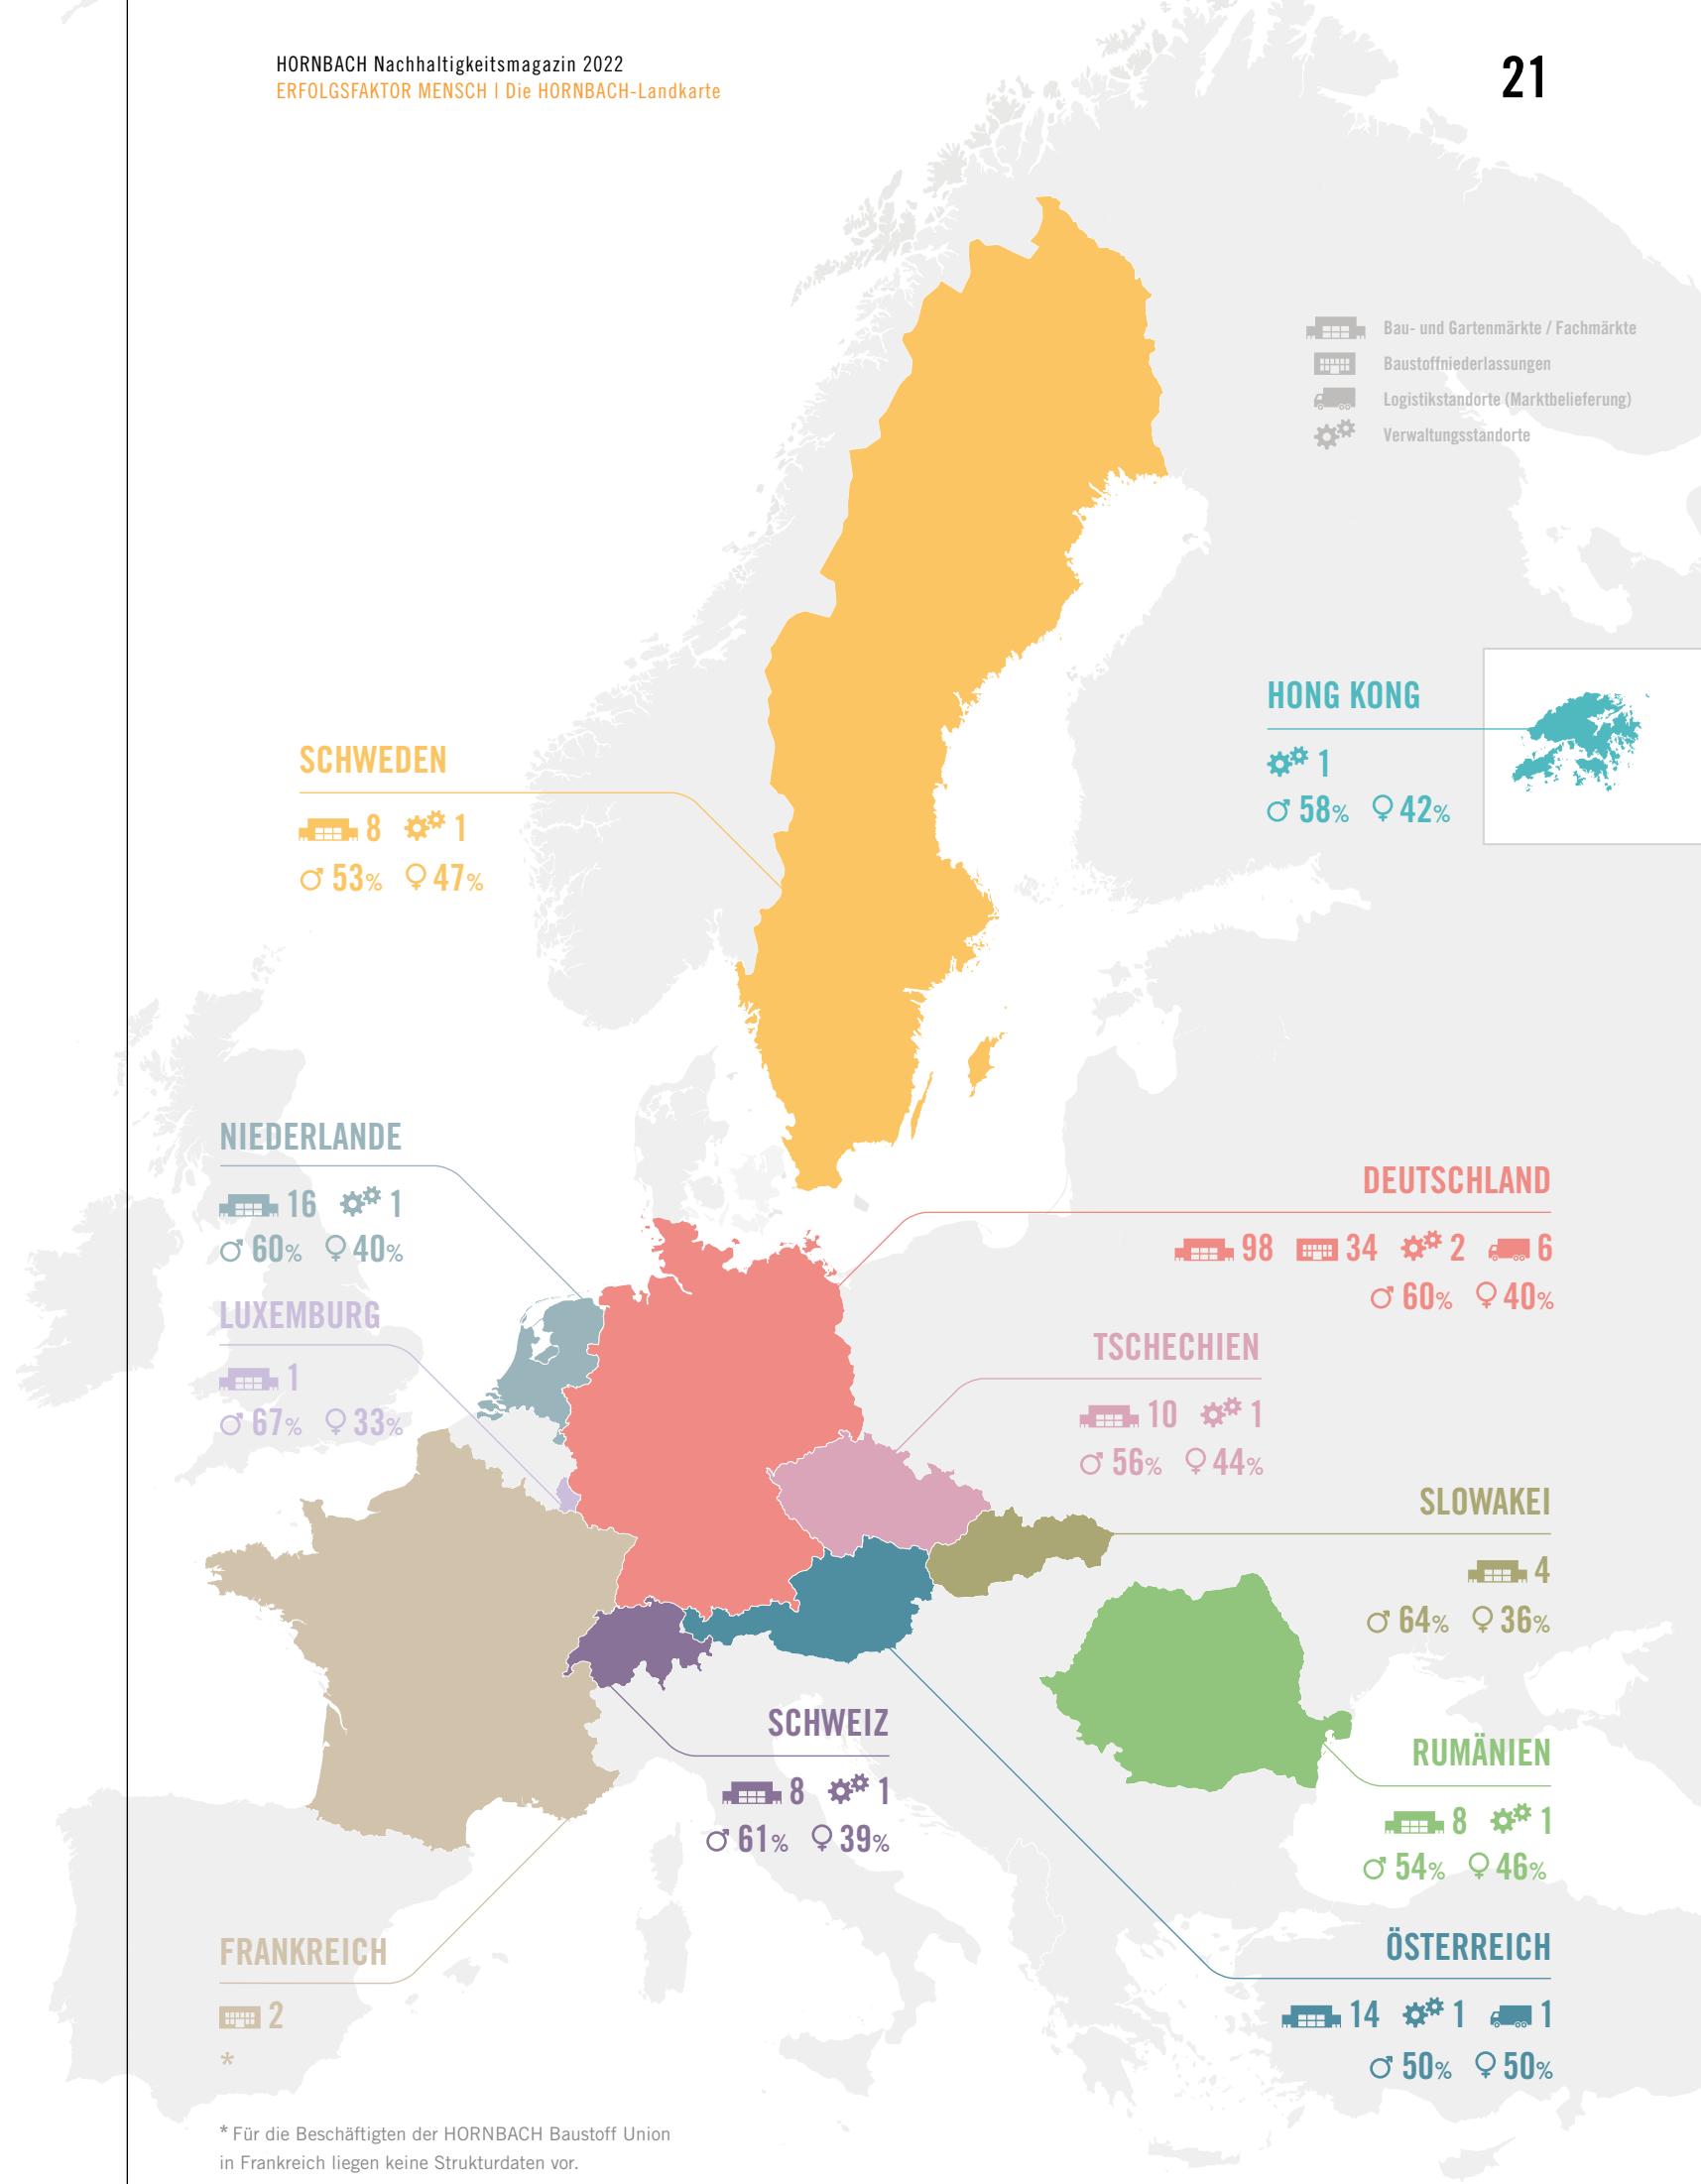 HORNBACH Nachhaltigkeitsmagazin 2022
ERFOLGSFAKTOR MENSCH | Die HORNBACH-Landkarte
21
Bau- und Gartenmärkte / Fachmärkte
Baustoffniederlassungen
Logistikstandorte (Marktbelieferung)
Verwaltungsstandorte
HONG KONG
1
♂ 58% ♀ 42%
SCHWEDEN
8 1
♂ 53% ♀ 47%
NIEDERLANDE
16 1
♂ 60% ♀ 40%
DEUTSCHLAND
98 34 2 6
♂ 60% ♀ 40%
LUXEMBURG
1
♂ 67% ♀ 33%
TSCHECHIEN
10 1
♂ 56% ♀ 44%
SLOWAKEI
4
♂ 64% ♀ 36%
SCHWEIZ
8 1
♂ 61% ♀ 39%
RUMÄNIEN
8 1
♂ 54% ♀ 46%
FRANKREICH
2
*
ÖSTERREICH
14 1 1
♂ 50% ♀ 50%
* Für die Beschäftigten der HORNBACH Baustoff Union
in Frankreich liegen keine Strukturdaten vor.